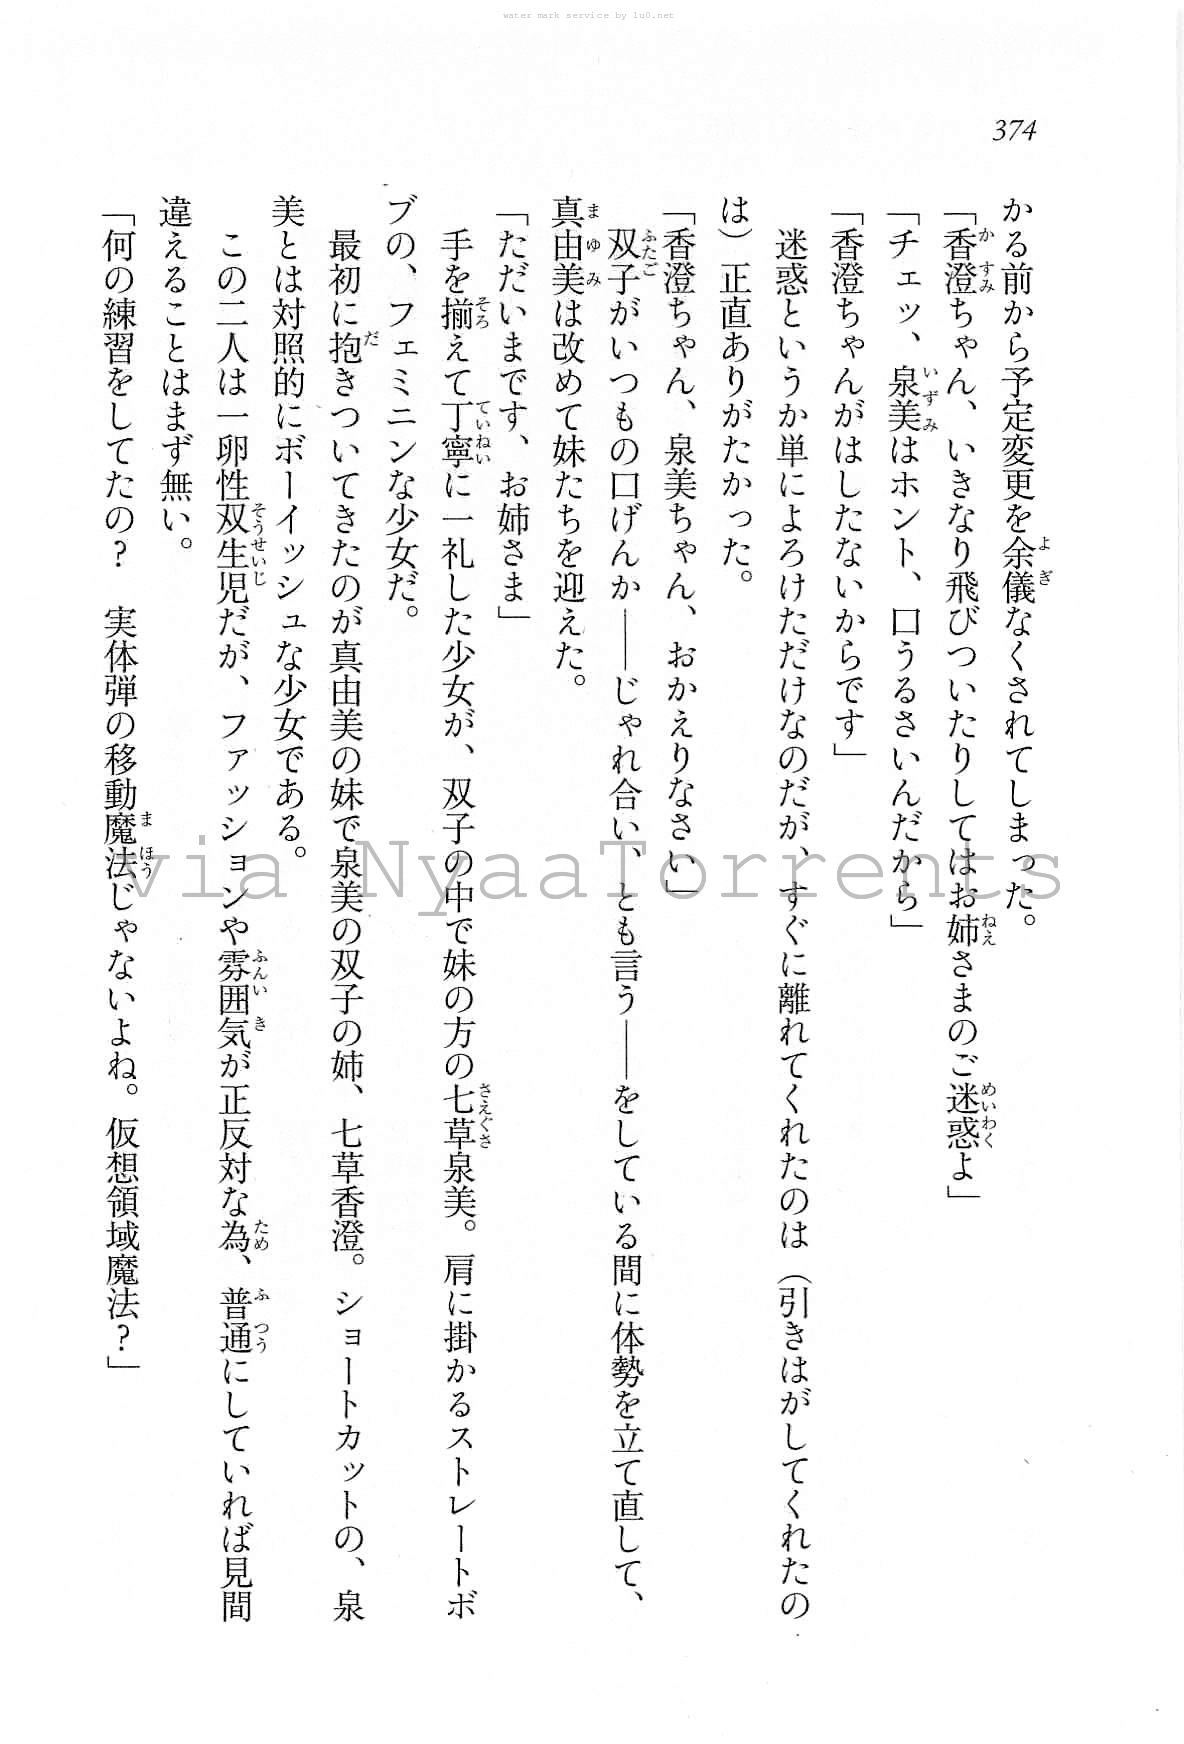 water mark service by lu0.net
374
かる前から予定変更を余儀なくされてしまった。
「香澄ちゃん、いきなり飛びついたりしてはお姉さまのご迷惑よ」
「チェッ、泉美はホント、口うるさいんだから」
「香澄ちゃんがはしたないからです」
迷惑というか単によろけただけなのだが、すぐに離れてくれたのは（引きはがしてくれたの
は）正直ありがたかった。
「香澄ちゃん、泉美ちゃん、おかえりなさい」
双子がいつもの口げんか――じゃれ合い、とも言う――をしている間に体勢を立て直して、
真由美は改めて妹たちを迎えた。
「ただいまです、お姉さま」
手を揃えて丁寧に一礼した少女が、双子の中で妹の方の七草泉美。肩に掛かるストレートボ
ブの、フェミニンな少女だ。
最初に抱きついてきたのが真由美の妹で泉美の双子の姉、七草香澄。ショートカットの、泉
美とは対照的にボーイッシュな少女である。
この二人は一卵性双生児だが、ファッションや雰囲気が正反対な為、普通にしていれば見間
違えることはまず無い。
「何の練習をしてたの？　実体弾の移動魔法じゃないよね。仮想領域魔法？」
via NyaaTorrents